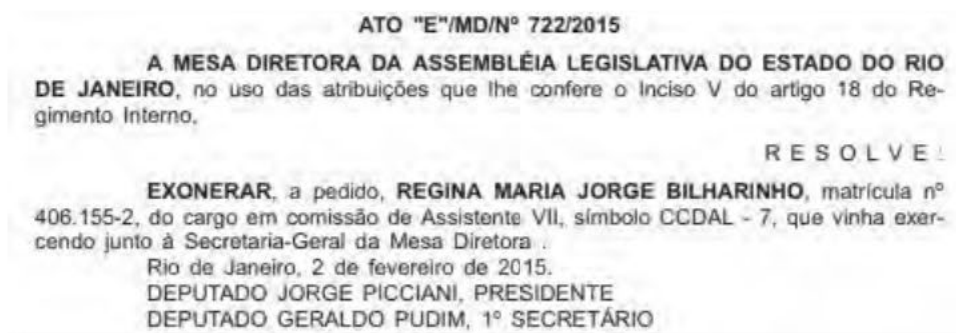 ATO "E"/MD/Nº 722/2015
A MESA DIRETORA DA ASSEMBLÉIA LEGISLATIVA DO ESTADO DO RIO
DE JANEIRO, no uso das atribuições que lhe confere o Inciso V do artigo 18 do Re-
gimento Interno,
R E S O L V E :
EXONERAR, a pedido, REGINA MARIA JORGE BILHARINHO, matrícula nº
406.155-2, do cargo em comissão de Assistente VII, símbolo CCDAL - 7, que vinha exer-
cendo junto à Secretaria-Geral da Mesa Diretora .
Rio de Janeiro, 2 de fevereiro de 2015.
DEPUTADO JORGE PICCIANI, PRESIDENTE
DEPUTADO GERALDO PUDIM, 1º SECRETÁRIO